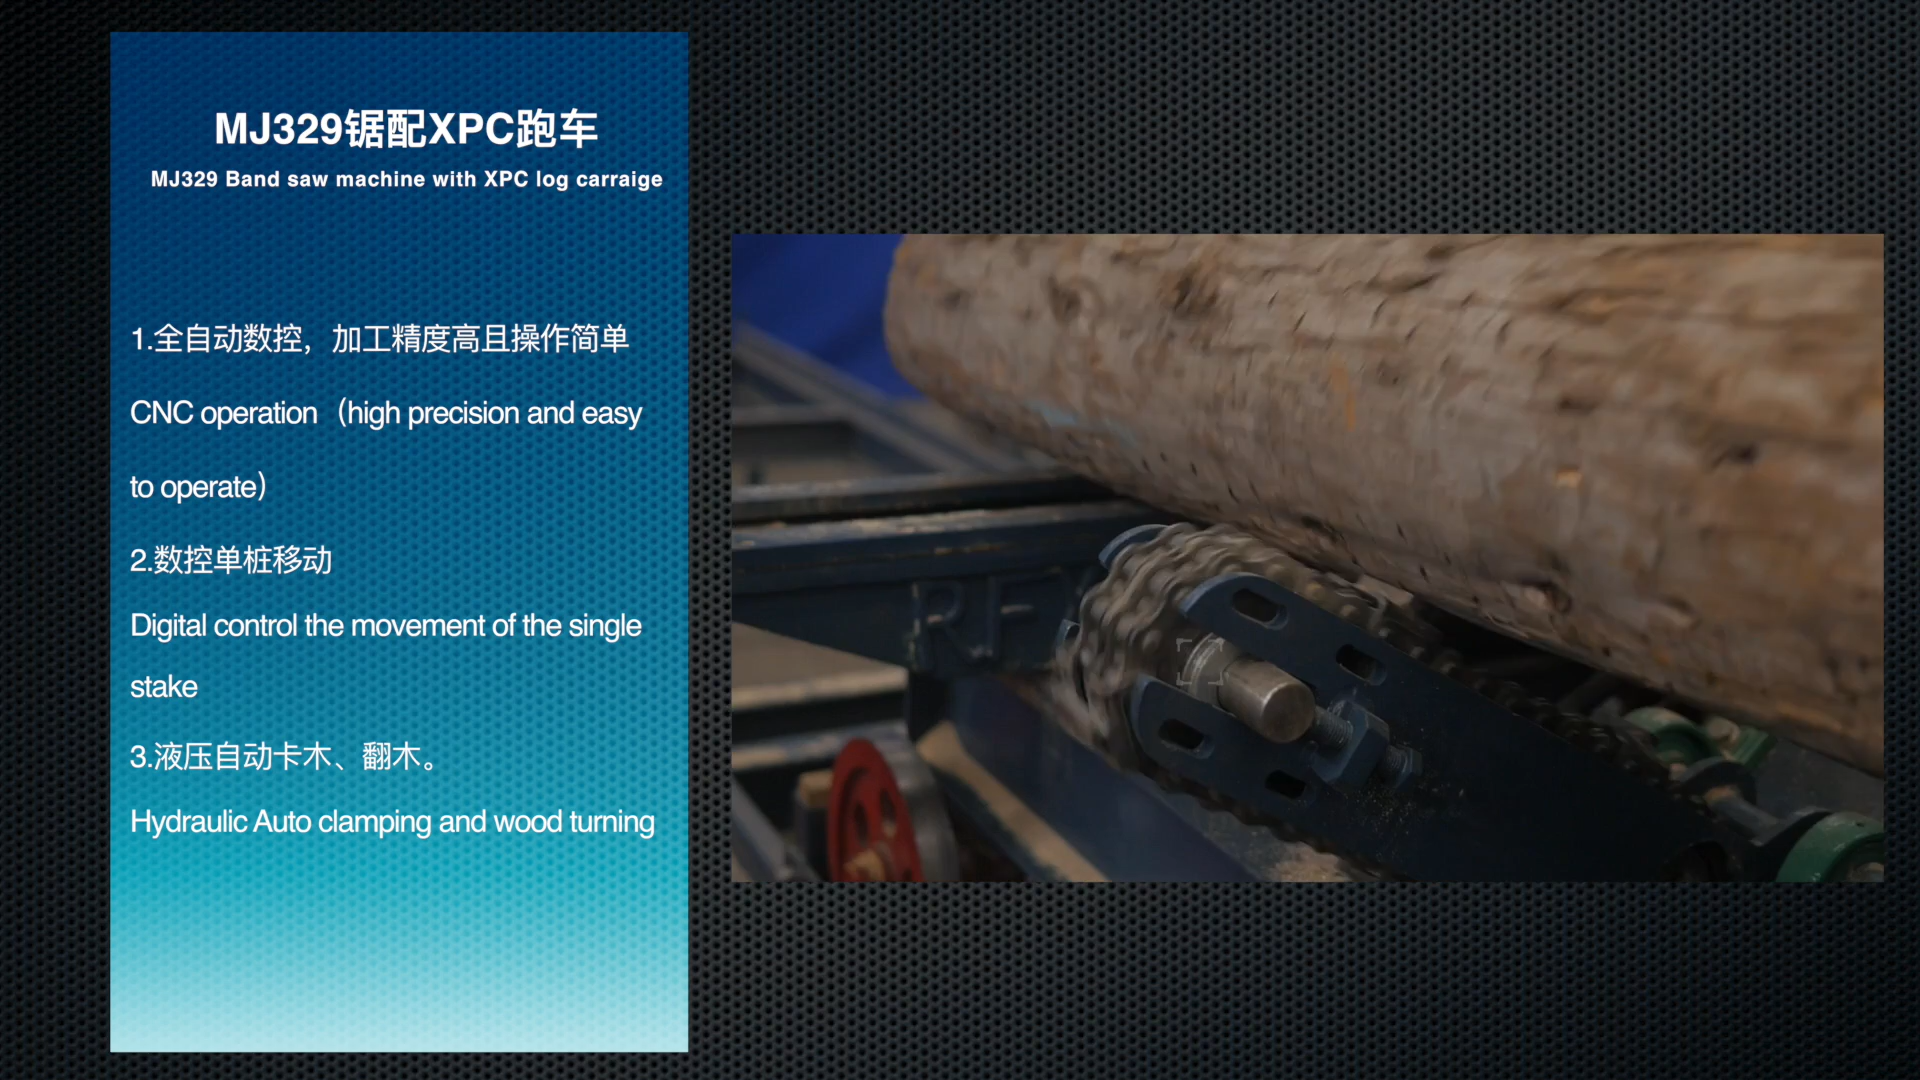 MJ329锯配XPC跑车
MJ329 Band saw machine with XPC log carraige
1.全自动数控，加工精度高且操作简单
CNC operation（high precision and easy
to operate）
2.数控单桩移动
Digital control the movement of the single
stake
3.液压自动卡木、翻木。
Hydraulic Auto clamping and wood turning
RF